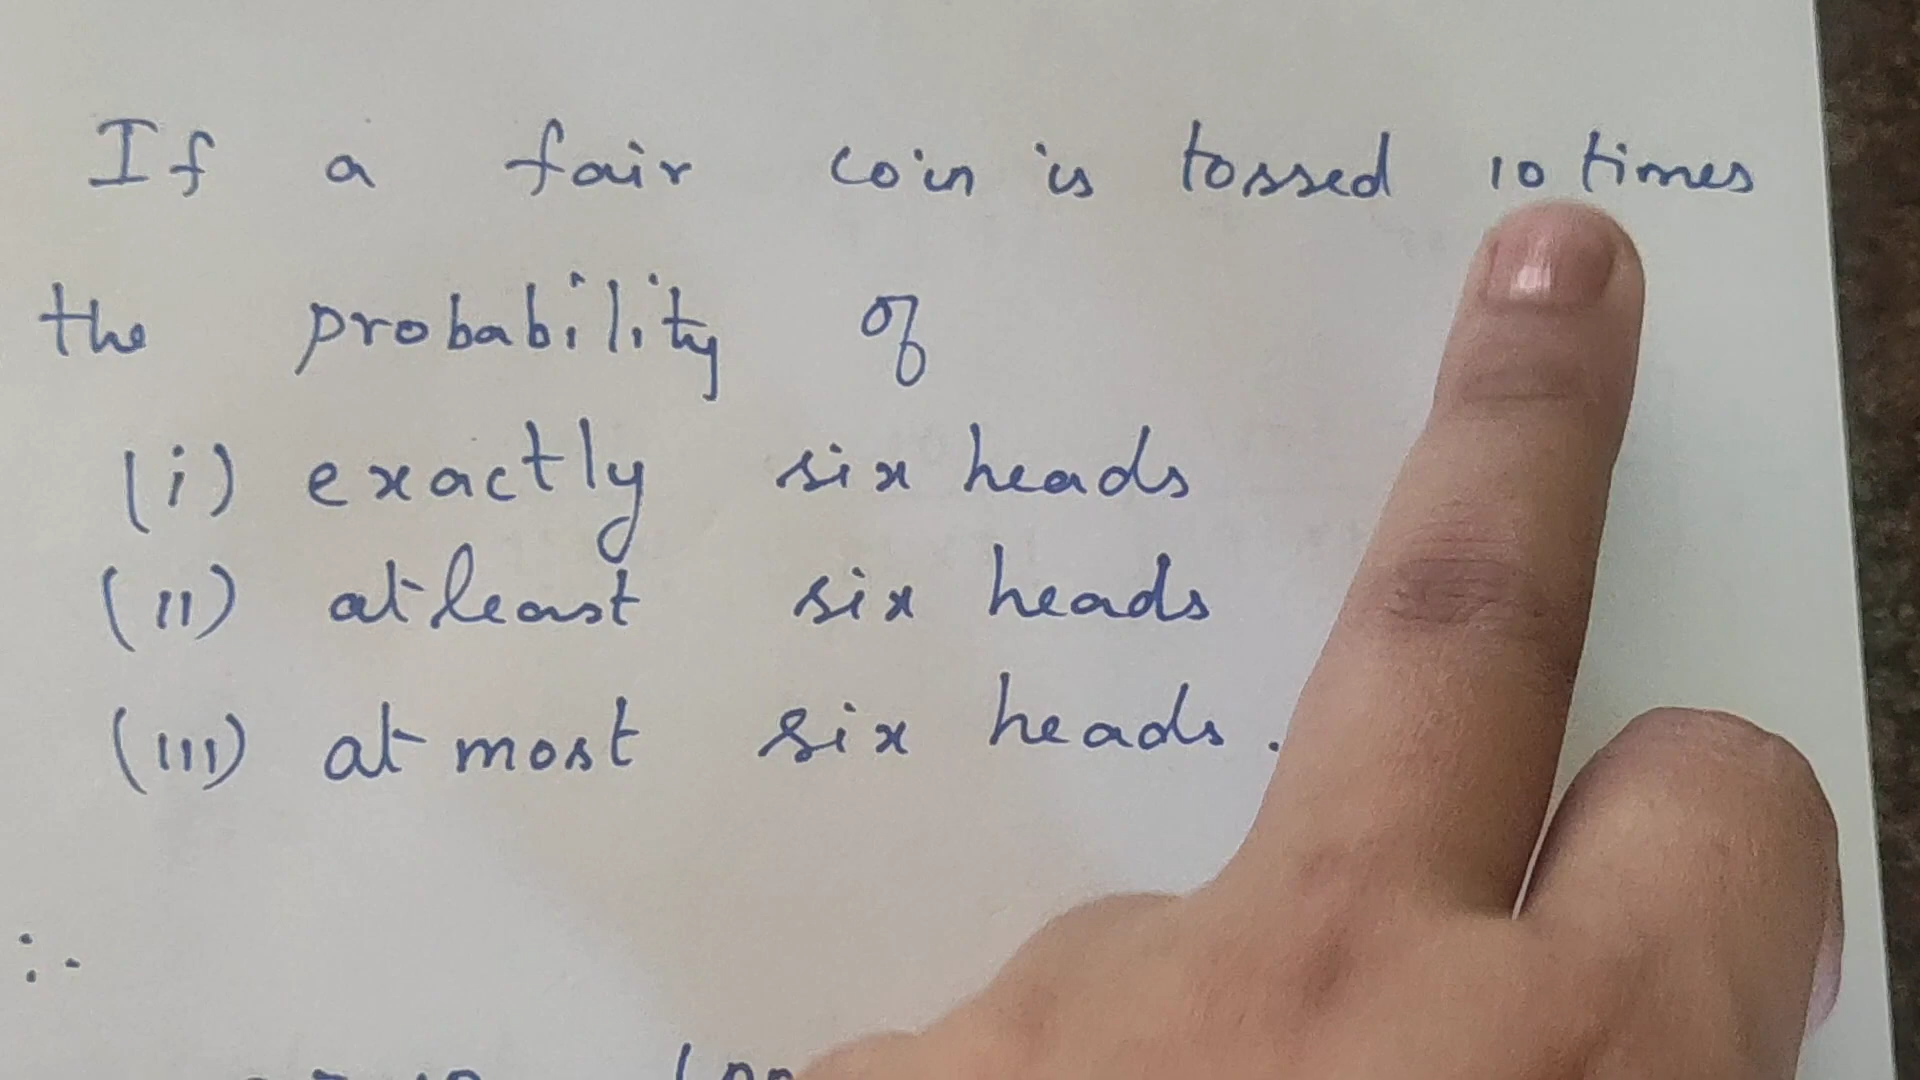 If a fair coin is tossed 10 times
the probability of
(i) exactly six heads
(ii) atleast six heads
(iii) at most six heads.
:-